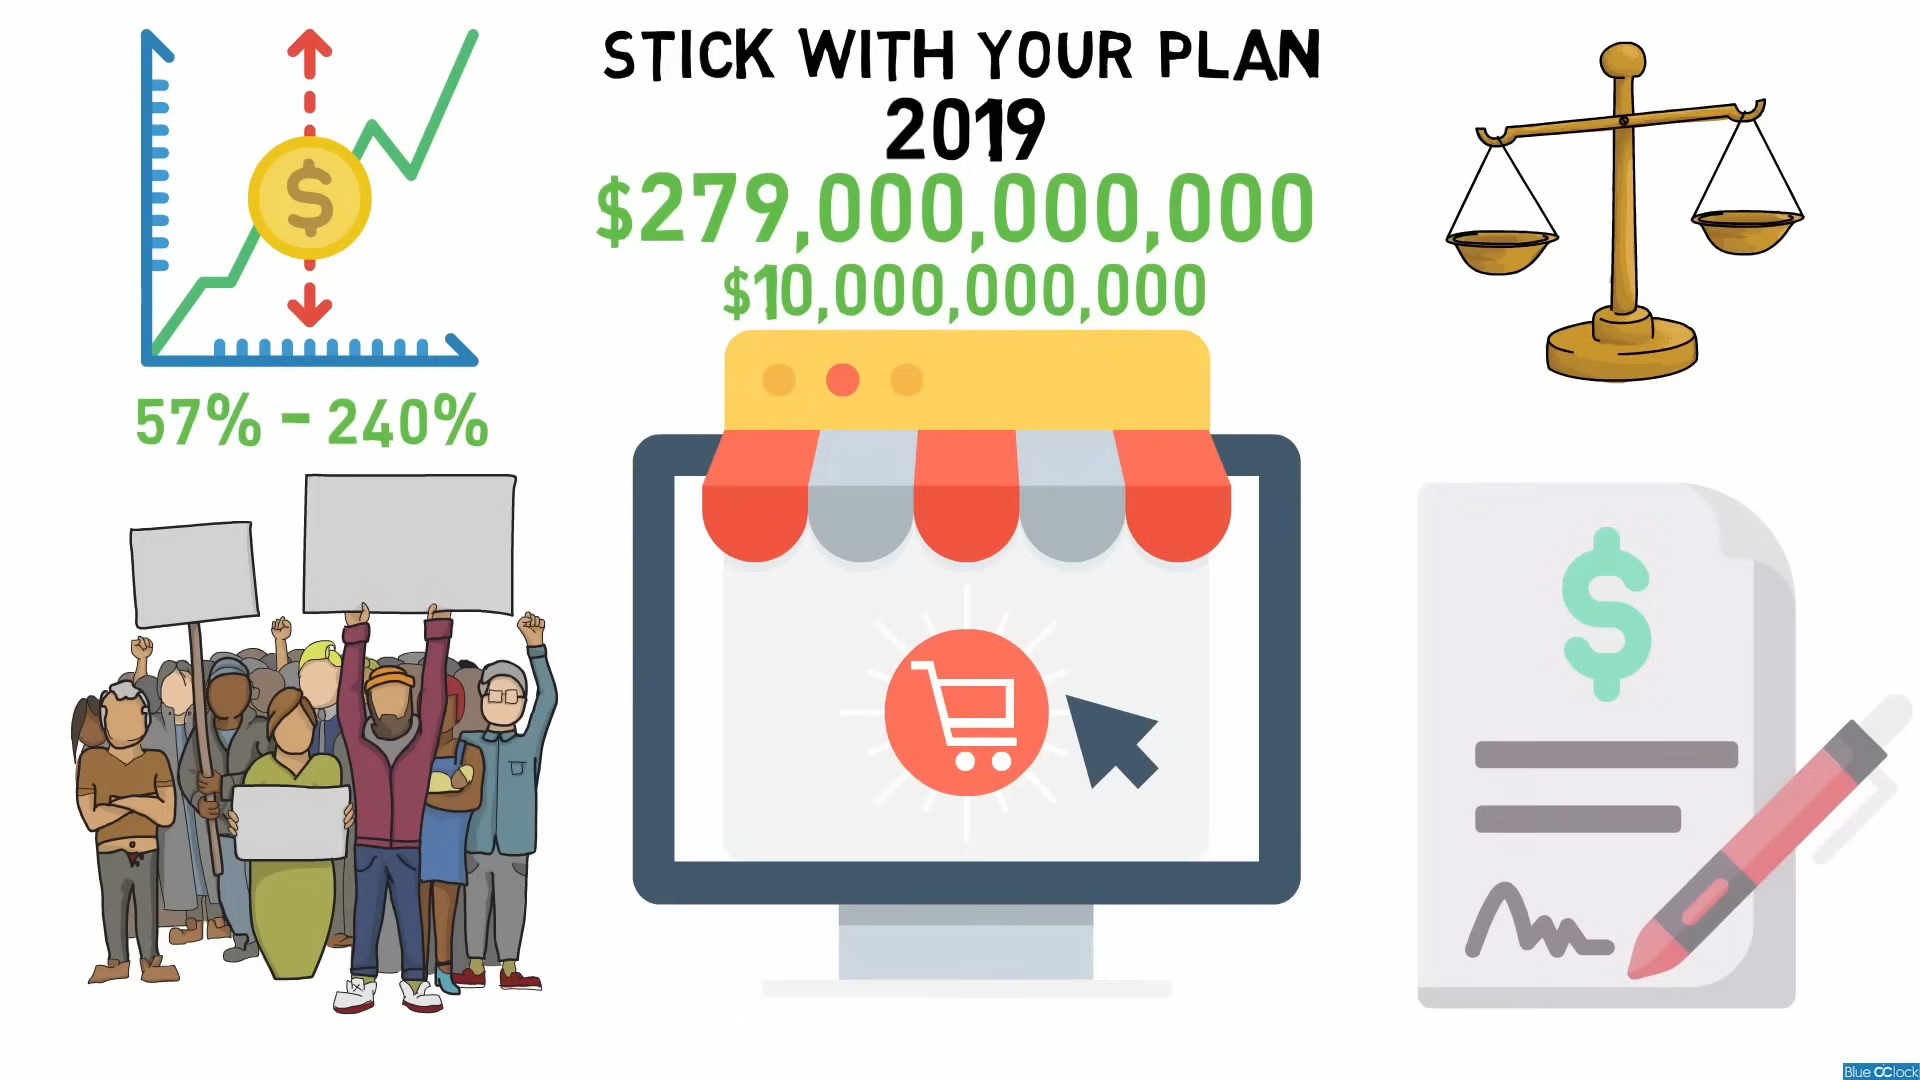 STICK WITH YOUR PLAN
2019
$279,000,000,000
$10,000,000,000
$
57% - 240%
$
Blue OClock